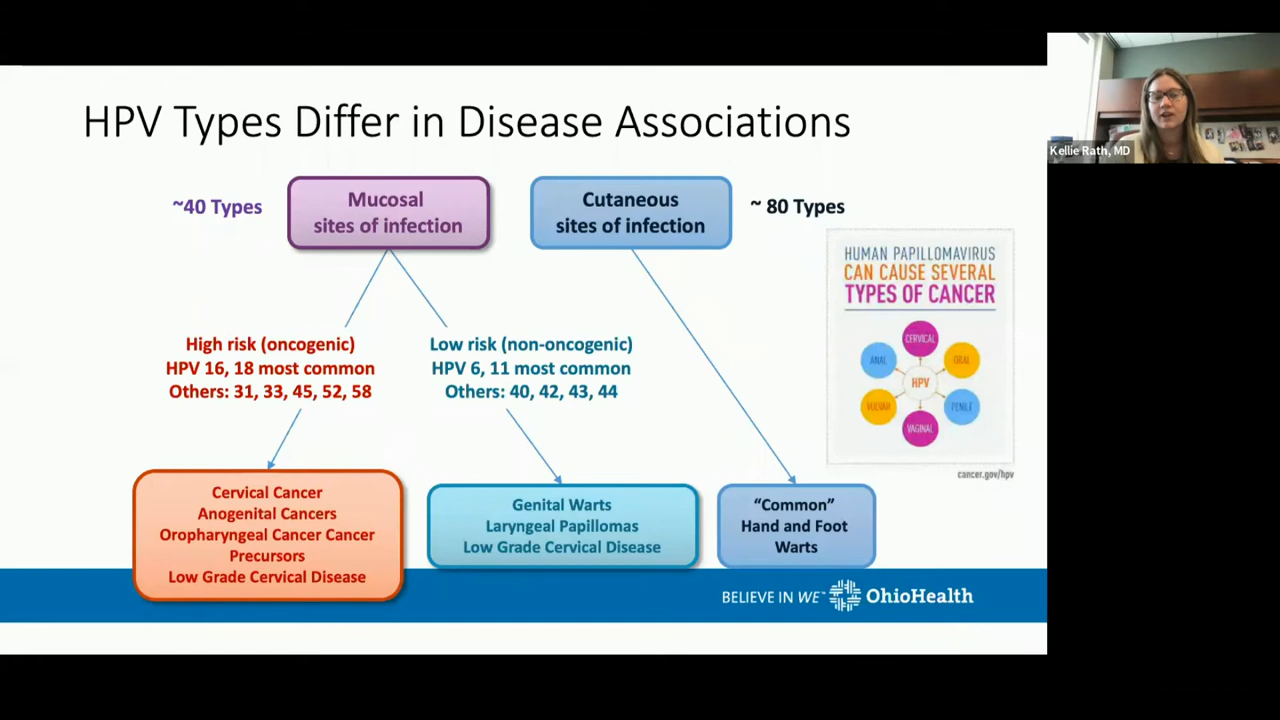 HPV Types Differ in Disease Associations
~40 Types
Mucosal
sites of infection
Cutaneous
sites of infection
~ 80 Types
High risk (oncogenic)
HPV 16, 18 most common
Others: 31, 33, 45, 52, 58
Low risk (non-oncogenic)
HPV 6, 11 most common
Others: 40, 42, 43, 44
HUMAN PAPILLOMAVIRUS
CAN CAUSE SEVERAL
TYPES OF CANCER
CERVICAL
ANAL
ORAL
HPV
VULVAR
PENILE
VAGINAL
cancer.gov/hpv
Cervical Cancer
Anogenital Cancers
Oropharyngeal Cancer Cancer
Precursors
Low Grade Cervical Disease
Genital Warts
Laryngeal Papillomas
Low Grade Cervical Disease
“Common”
Hand and Foot
Warts
BELIEVE IN WE℠ OhioHealth
Kellie Rath, MD